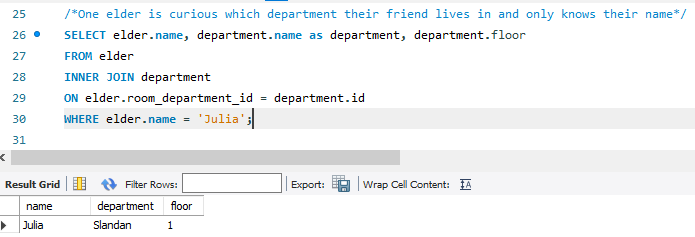 25 /*One elder is curious which department their friend lives in and only knows their name*/
26 SELECT elder.name, department.name as department, department.floor
27 FROM elder
28 INNER JOIN department
29 ON elder.room_department_id = department.id
30 WHERE elder.name = 'Julia';
31
Result Grid Filter Rows: Export: Wrap Cell Content: IA
name department floor
Julia Slandan 1